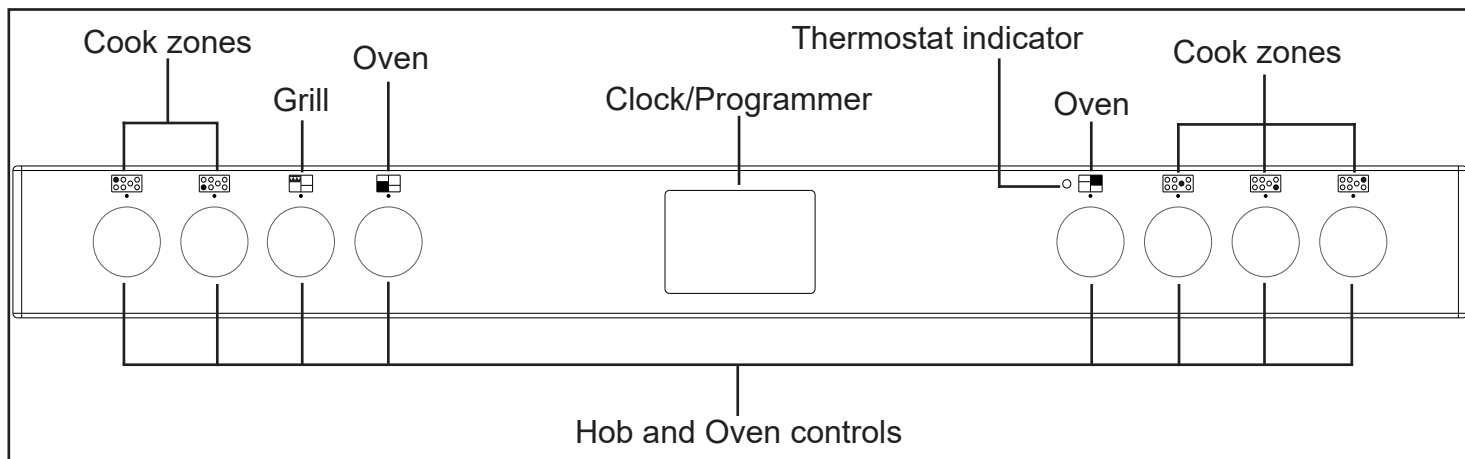 Cook zones
Oven
Grill
Clock/Programmer
Thermostat indicator
Oven
Cook zones
Hob and Oven controls